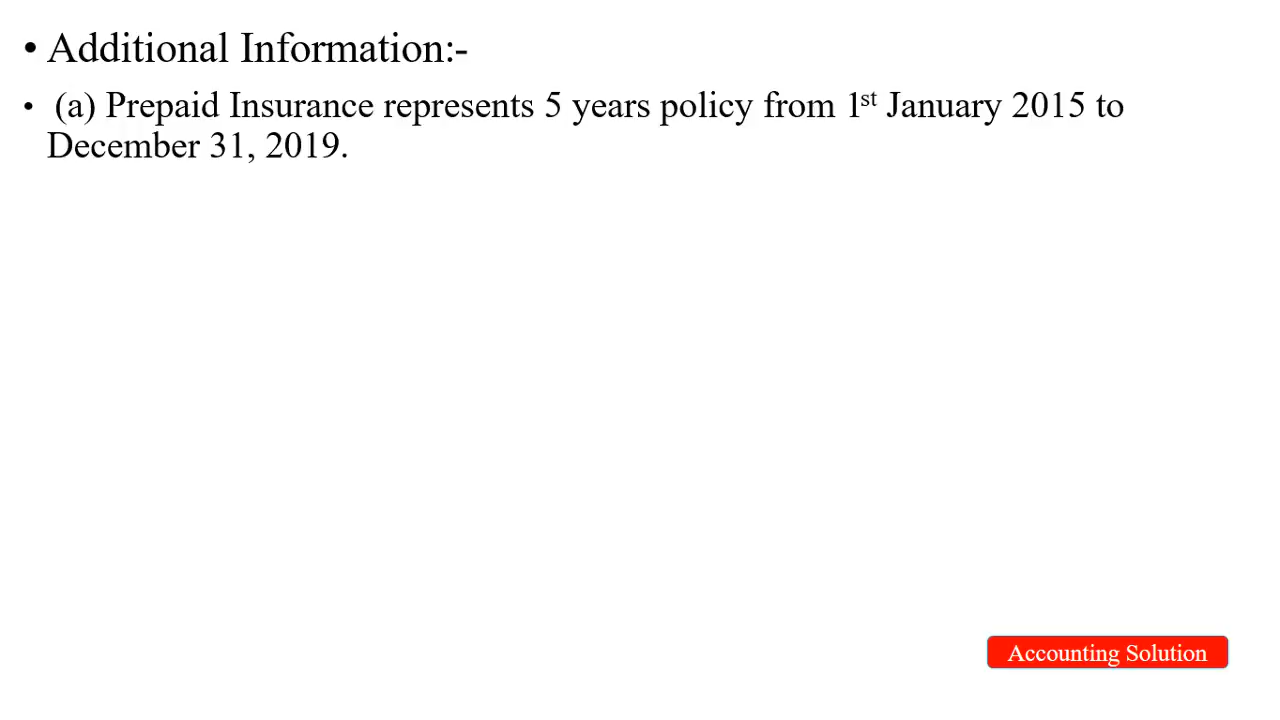 • Additional Information:-
• (a) Prepaid Insurance represents 5 years policy from 1st January 2015 to
December 31, 2019.
Accounting Solution